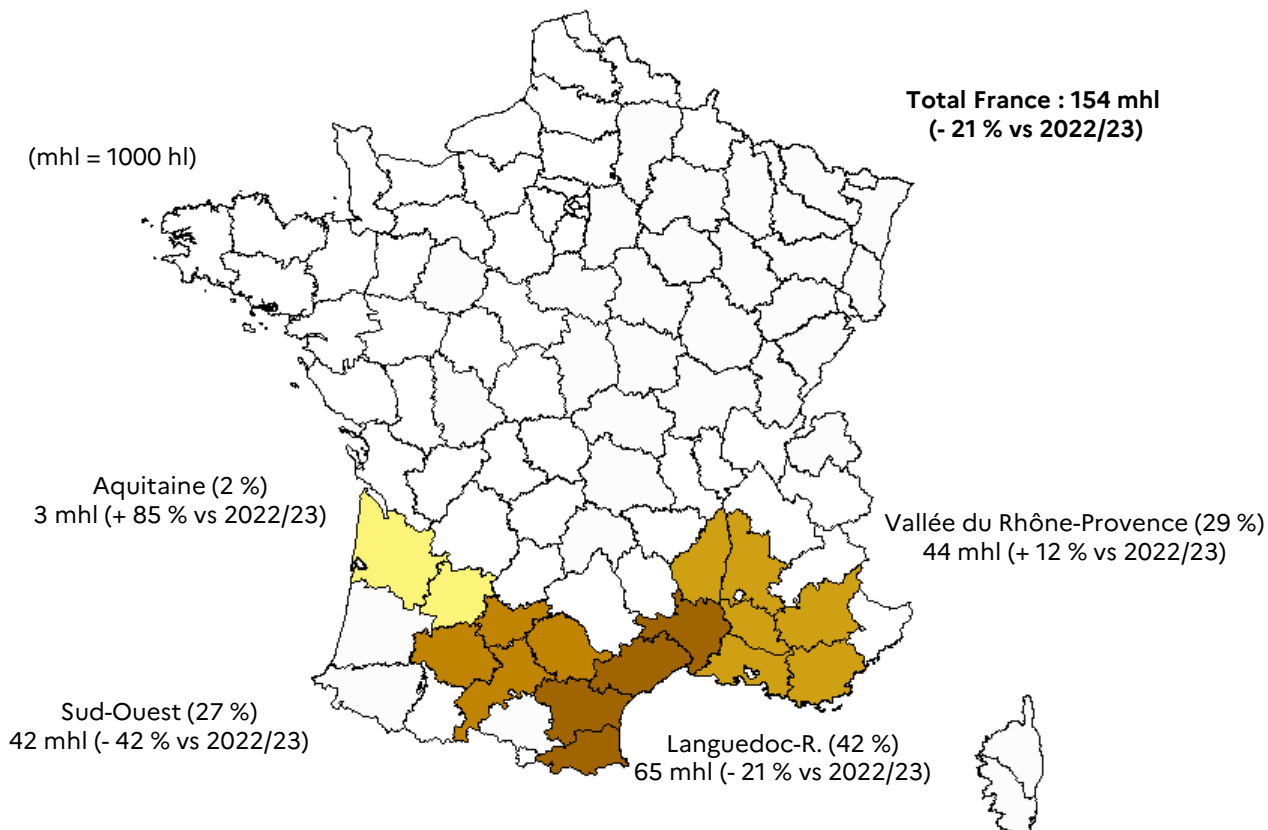 Total France : 154 mhl
(- 21 % vs 2022/23)
(mhl = 1000 hl)
Aquitaine (2 %)
3 mhl (+ 85 % vs 2022/23)
Vallée du Rhône-Provence (29 %)
44 mhl (+ 12 % vs 2022/23)
Sud-Ouest (27 %)
42 mhl (- 42 % vs 2022/23)
Languedoc-R. (42 %)
65 mhl (- 21 % vs 2022/23)